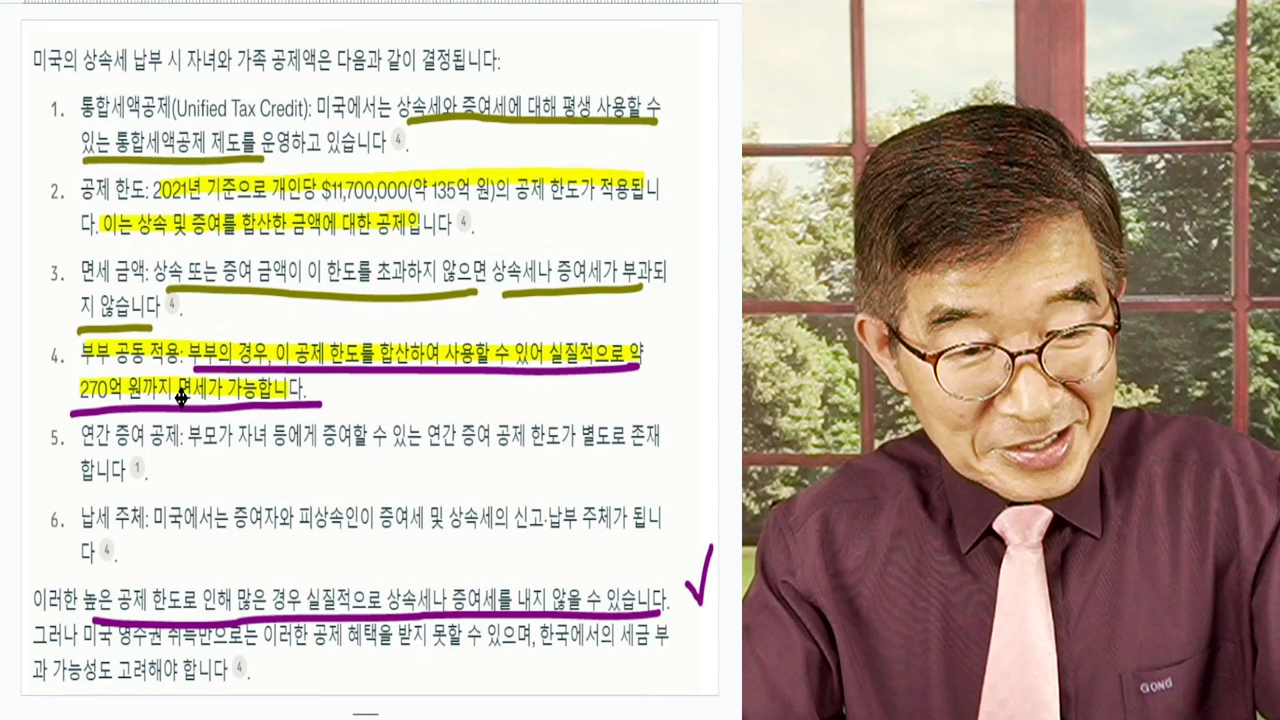 미국의 상속세 납부 시 자녀와 가족 공제액은 다음과 같이 결정됩니다:
1. 통합세액공제(Unified Tax Credit): 미국에서는 상속세와 증여세에 대해 평생 사용할 수
있는 통합세액공제 제도를 운영하고 있습니다 4 .
2. 공제 한도: 2021년 기준으로 개인당 $11,700,000(약 135억 원)의 공제 한도가 적용됩니
다. 이는 상속 및 증여를 합산한 금액에 대한 공제입니다 4 .
3. 면세 금액: 상속 또는 증여 금액이 이 한도를 초과하지 않으면 상속세나 증여세가 부과되
지 않습니다 4 .
4. 부부 공동 적용: 부부의 경우, 이 공제 한도를 합산하여 사용할 수 있어 실질적으로 약
270억 원까지 면세가 가능합니다.
5. 연간 증여 공제: 부모가 자녀 등에게 증여할 수 있는 연간 증여 공제 한도가 별도로 존재
합니다 1 .
6. 납세 주체: 미국에서는 증여자와 피상속인이 증여세 및 상속세의 신고·납부 주체가 됩니
다 4 .
이러한 높은 공제 한도로 인해 많은 경우 실질적으로 상속세나 증여세를 내지 않을 수 있습니다.
그러나 미국 영주권 취득만으로는 이러한 공제 혜택을 받지 못할 수 있으며, 한국에서의 세금 부
과 가능성도 고려해야 합니다 4 .
GONG